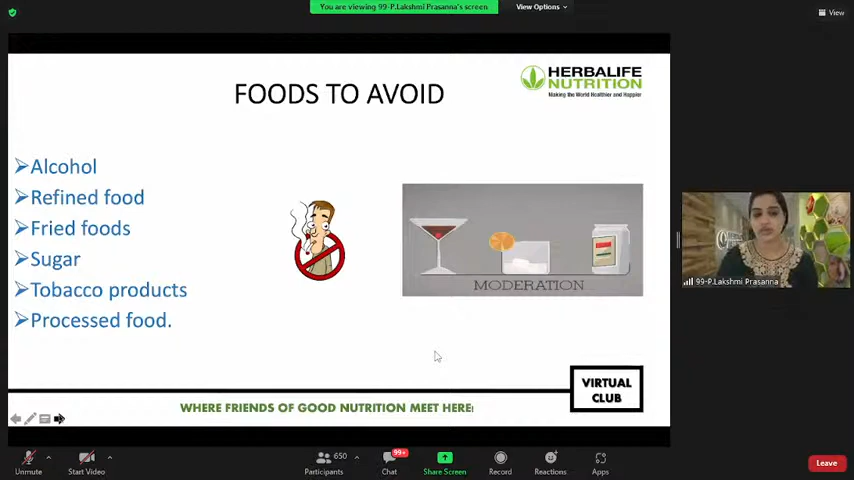 You are viewing 99-P.Lakshmi Prasanna's screen
View Options
View
FOODS TO AVOID
HERBALIFE
NUTRITION
Making the World Healthier and Happier
Alcohol
Refined food
Fried foods
Sugar
Tobacco products
Processed food.
MODERATION
99-P.Lakshmi Prasanna
VIRTUAL
CLUB
WHERE FRIENDS OF GOOD NUTRITION MEET HERE!
650
99+
Unmute
Start Video
Participants
Chat
Share Screen
Record
Reactions
Apps
Leave